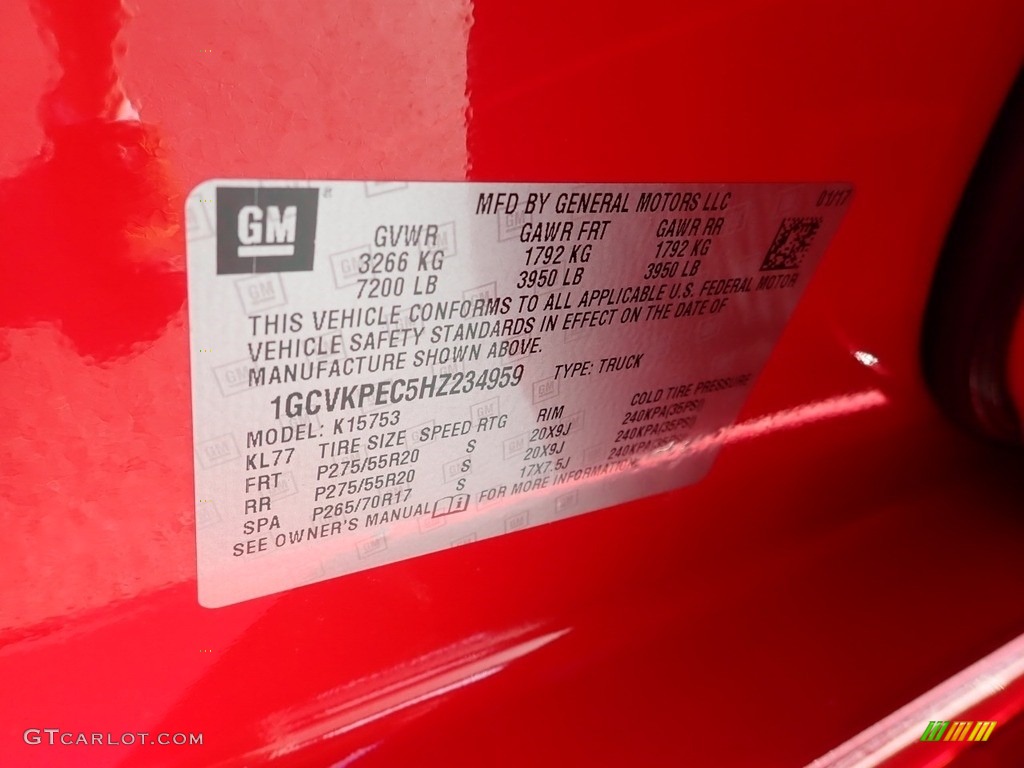 GM
MFD BY GENERAL MOTORS LLC 01/17
GVWR GAWR FRT GAWR RR
3266 KG 1792 KG 1792 KG
7200 LB 3950 LB 3950 LB
THIS VEHICLE CONFORMS TO ALL APPLICABLE U.S. FEDERAL MOTOR
VEHICLE SAFETY STANDARDS IN EFFECT ON THE DATE OF
MANUFACTURE SHOWN ABOVE.
1GCVKPEC5HZ234959 TYPE: TRUCK
MODEL: K15753
KL77 TIRE SIZE SPEED RTG RIM COLD TIRE PRESSURE
FRT P275/55R20 S 20X9J 240KPA(35PSI)
RR P275/55R20 S 20X9J 240KPA(35PSI)
SPA P265/70R17 S 17X7.5J 240KPA(35PSI)
SEE OWNER'S MANUAL FOR MORE INFORMATION.
GTCARLOT.COM